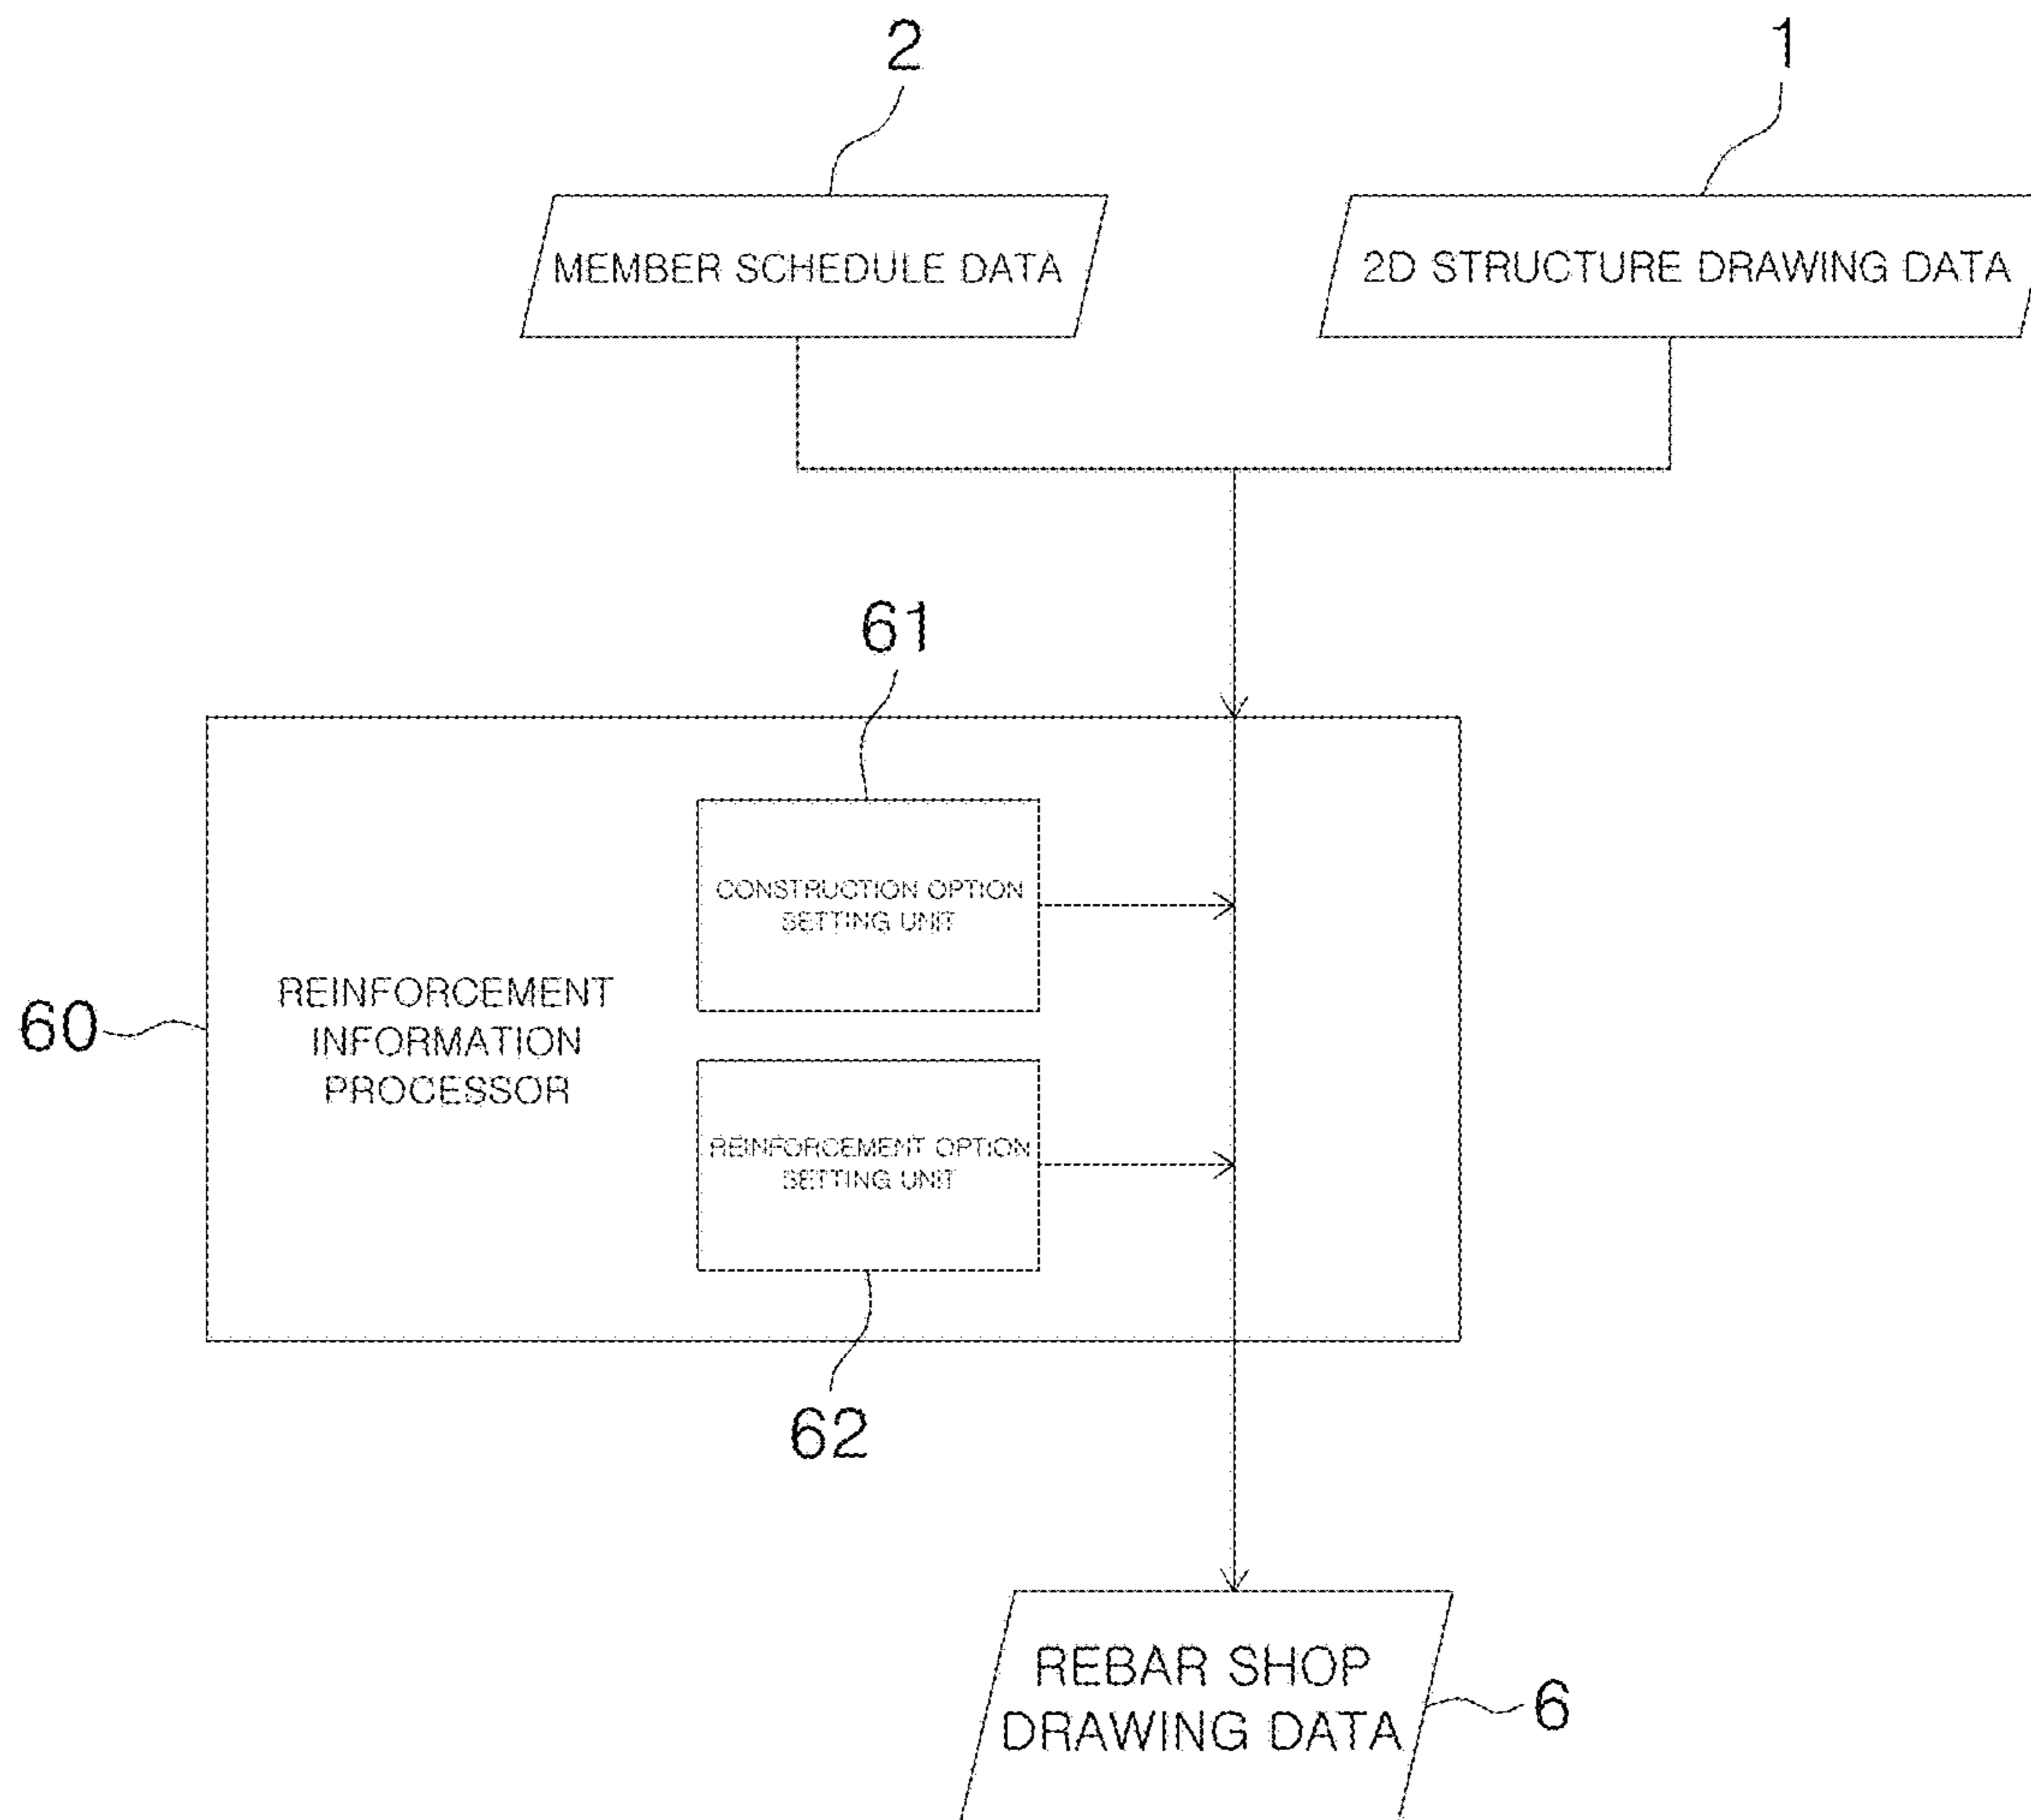 2
1
MEMBER SCHEDULE DATA
2D STRUCTURE DRAWING DATA
61
CONSTRUCTION OPTION
SETTING UNIT
REINFORCEMENT
INFORMATION
PROCESSOR
60
REINFORCEMENT OPTION
SETTING UNIT
62
REBAR SHOP
DRAWING DATA
6